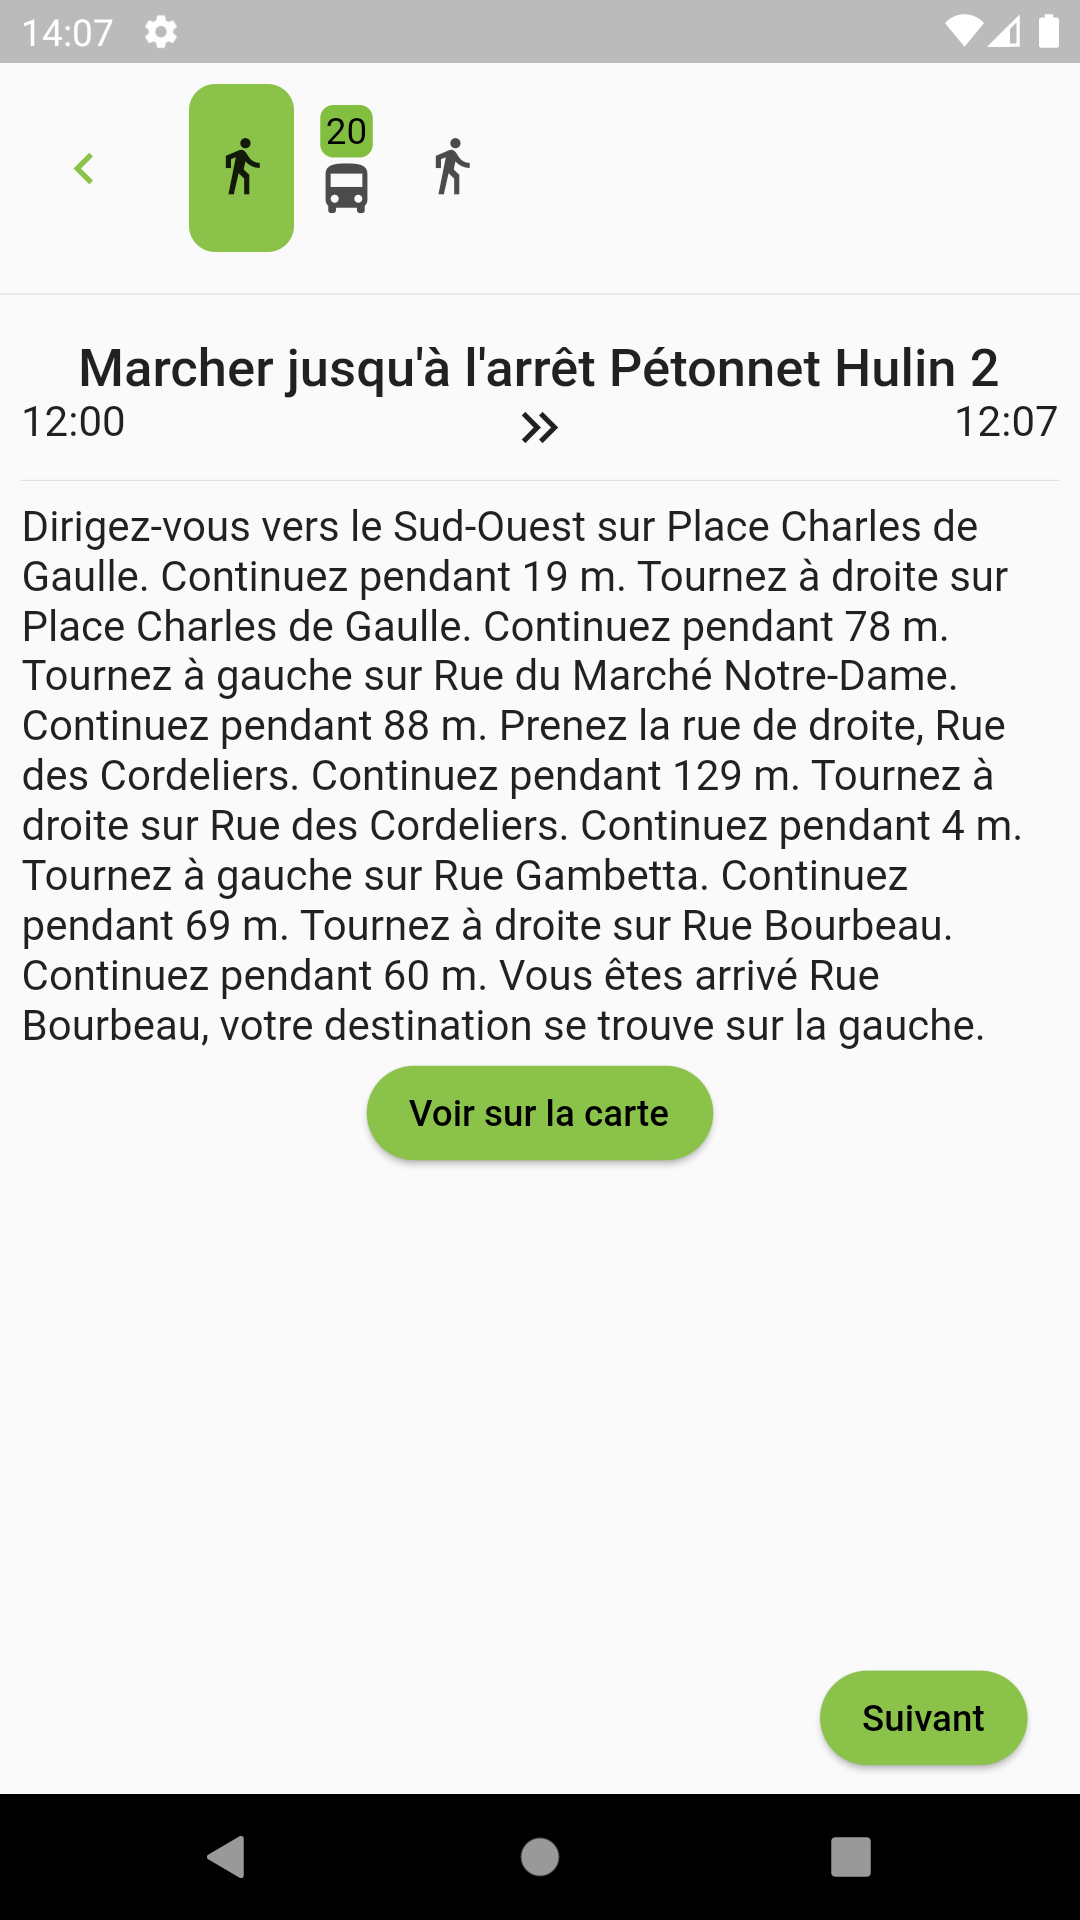 14:07
20
Marcher jusqu'à l'arrêt Pétonnet Hulin 2
12:00 12:07
Dirigez-vous vers le Sud-Ouest sur Place Charles de
Gaulle. Continuez pendant 19 m. Tournez à droite sur
Place Charles de Gaulle. Continuez pendant 78 m.
Tournez à gauche sur Rue du Marché Notre-Dame.
Continuez pendant 88 m. Prenez la rue de droite, Rue
des Cordeliers. Continuez pendant 129 m. Tournez à
droite sur Rue des Cordeliers. Continuez pendant 4 m.
Tournez à gauche sur Rue Gambetta. Continuez
pendant 69 m. Tournez à droite sur Rue Bourbeau.
Continuez pendant 60 m. Vous êtes arrivé Rue
Bourbeau, votre destination se trouve sur la gauche.
Voir sur la carte
Suivant